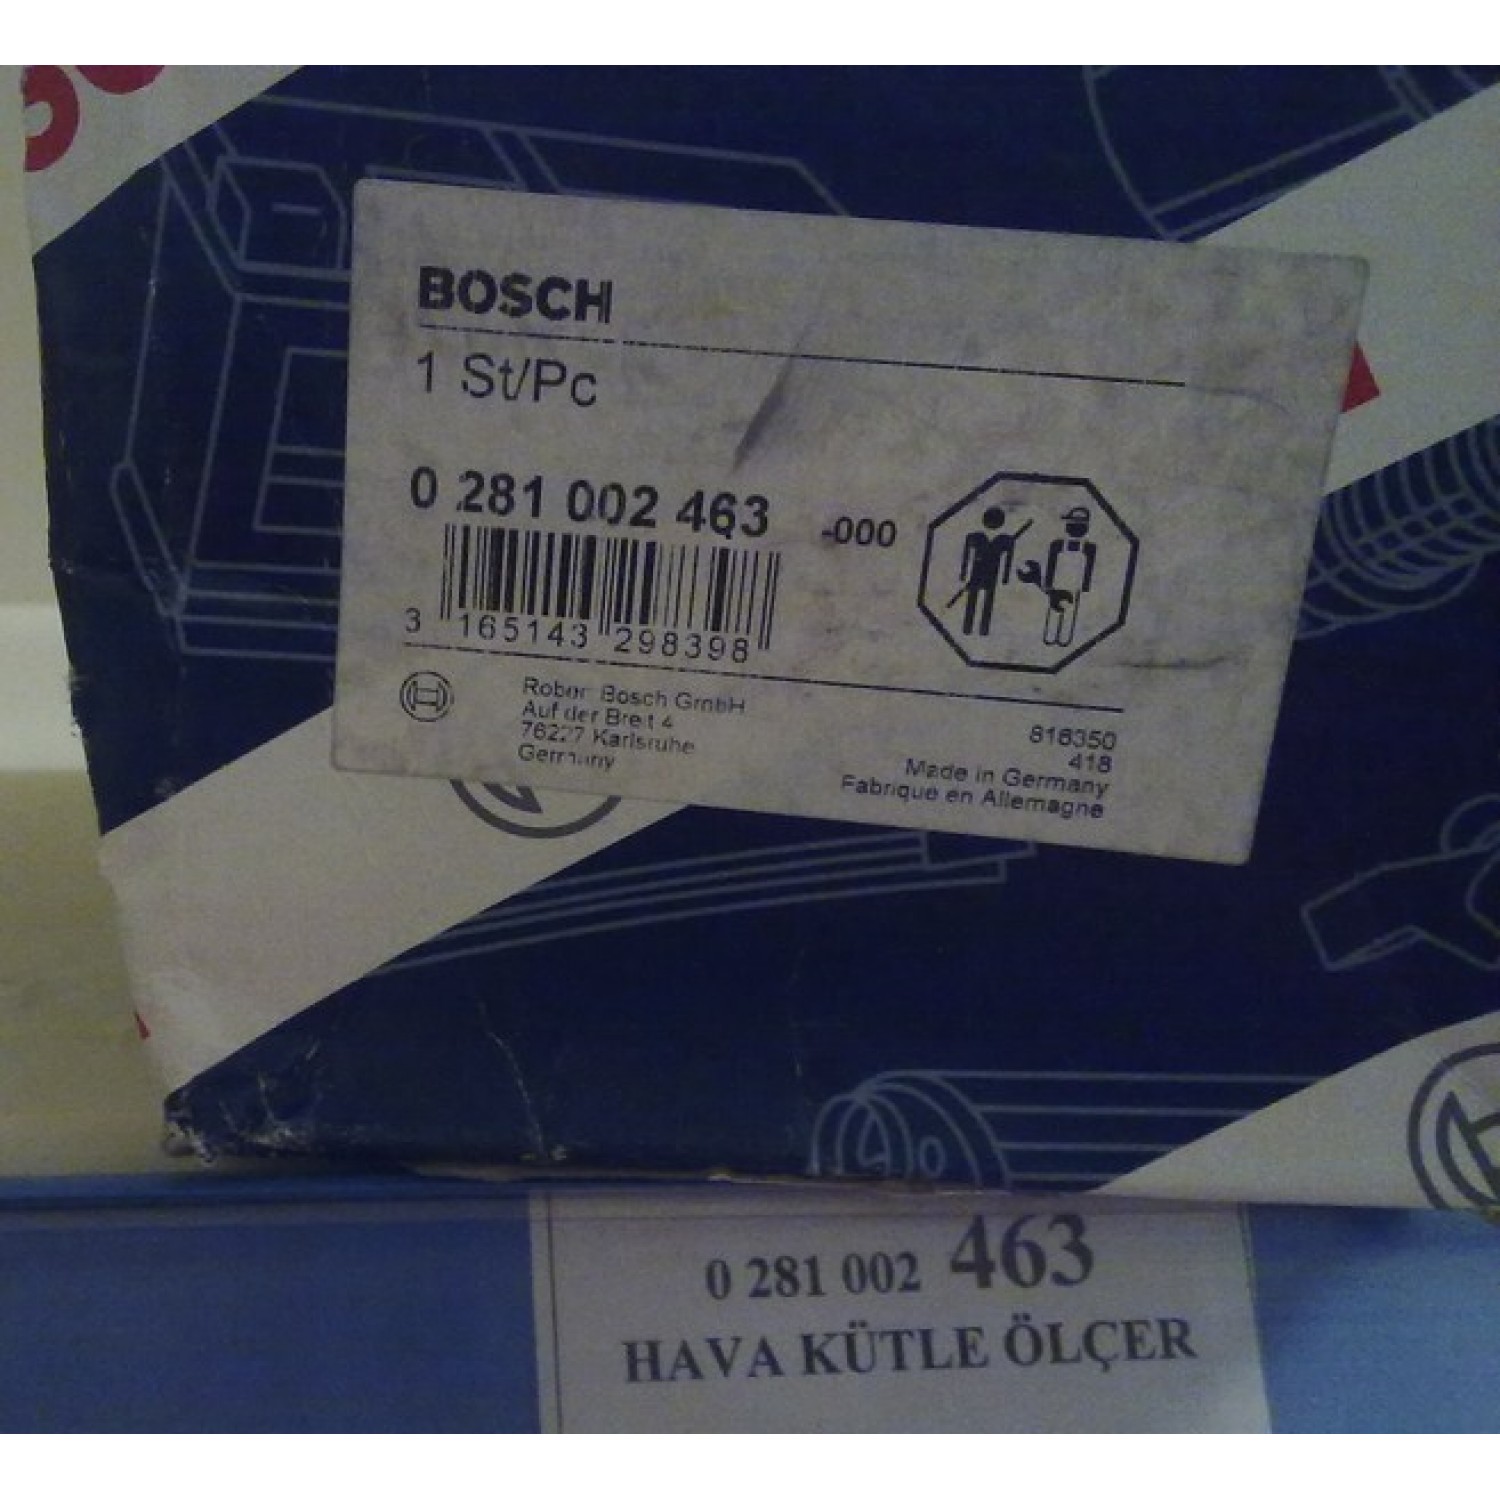 BOSCH
1 St/Pc
0 281 002 463 -000
3 165143 298398
Robert Bosch GmbH
Auf der Breit 4
76227 Karlsruhe
Germany
816350
418
Made in Germany
Fabriqué en Allemagne
0 281 002 463
HAVA KÜTLE ÖLÇER